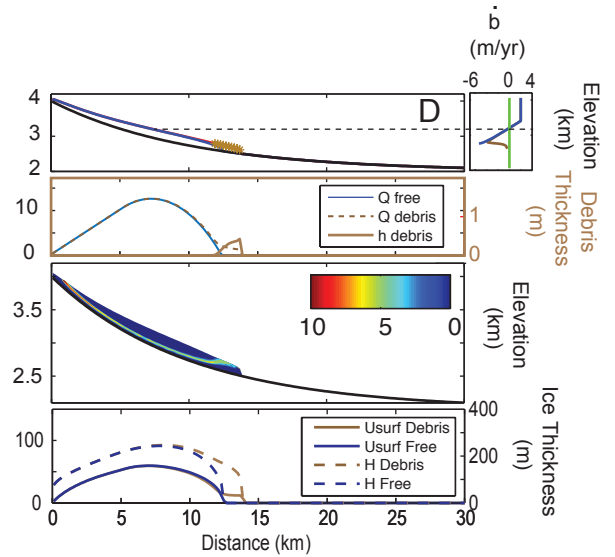 ḃ
(m/yr)
-6 0 4
4
3
2
D
Elevation
(km)
10
0
Q free
Q debris
h debris
1
0
Debris
Thickness
(m)
3.5
2.5
10 5 0
Elevation
(km)
100
50
0
Usurf Debris
Usurf Free
H Debris
H Free
400
200
0
Ice Thickness
(m)
0 5 10 15 20 25 30
Distance (km)